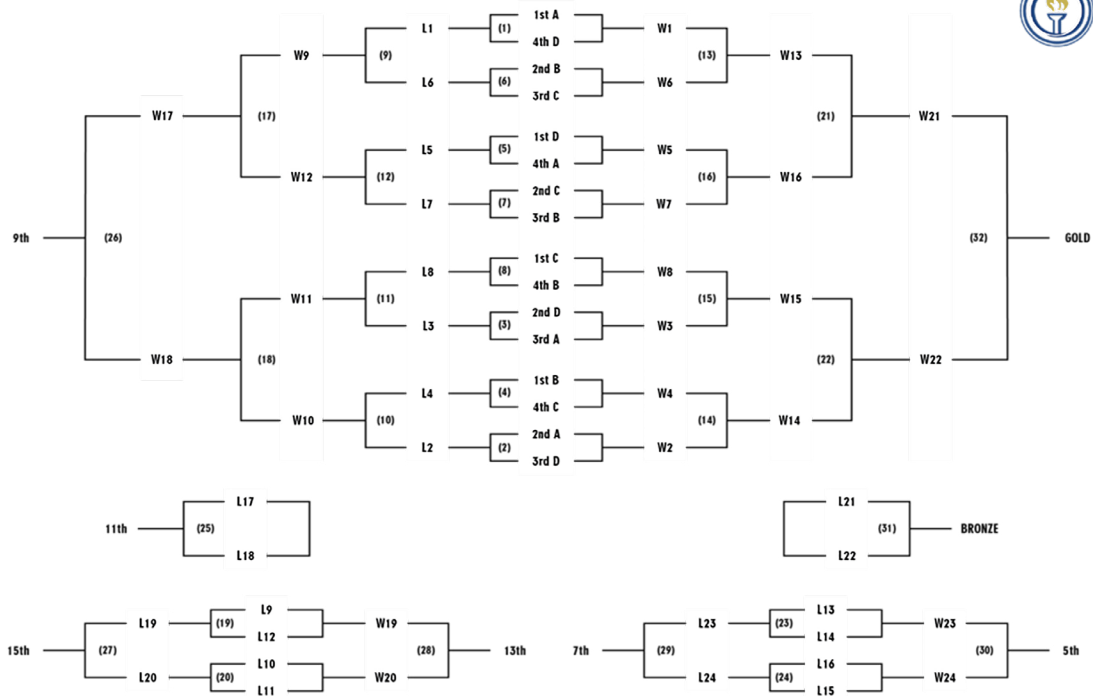 1st A
L1 (1) W1
4th D
W9 (9) (13) W13
2nd B
L6 (6) W6
3rd C
W17 (17) (21) W21
1st D
L5 (5) W5
4th A
W12 (12) (16) W16
2nd C
L7 (7) W7
3rd B
9th (26) (32) GOLD
1st C
L8 (8) W8
4th B
W11 (11) (15) W15
2nd D
L3 (3) W3
3rd A
W18 (18) (22) W22
1st B
L4 (4) W4
4th C
W10 (10) (14) W14
2nd A
L2 (2) W2
3rd D
L17 L21
11th (25) (31) BRONZE
L18 L22
L9 L13
L19 (19) W19 L23 (23) W23
L12 L14
15th (27) (28) 13th 7th (29) (30) 5th
L10 L16
L20 (20) W20 L24 (24) W24
L11 L15